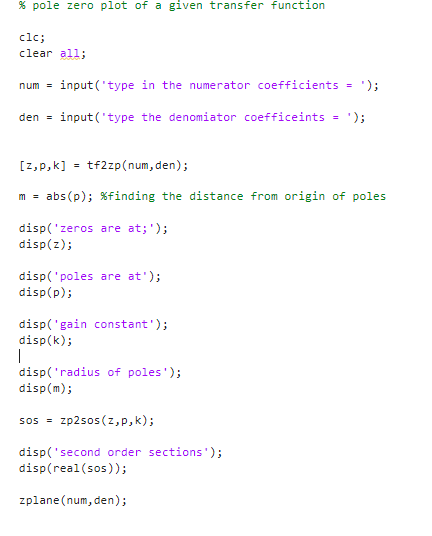 % pole zero plot of a given transfer function
clc;
clear all;
num = input('type in the numerator coefficients = ');
den = input('type the denomiator coefficeints = ');
[z,p,k] = tf2zp(num,den);
m = abs(p); %finding the distance from origin of poles
disp('zeros are at;');
disp(z);
disp('poles are at');
disp(p);
disp('gain constant');
disp(k);
disp('radius of poles');
disp(m);
sos = zp2sos(z,p,k);
disp('second order sections');
disp(real(sos));
zplane(num,den);